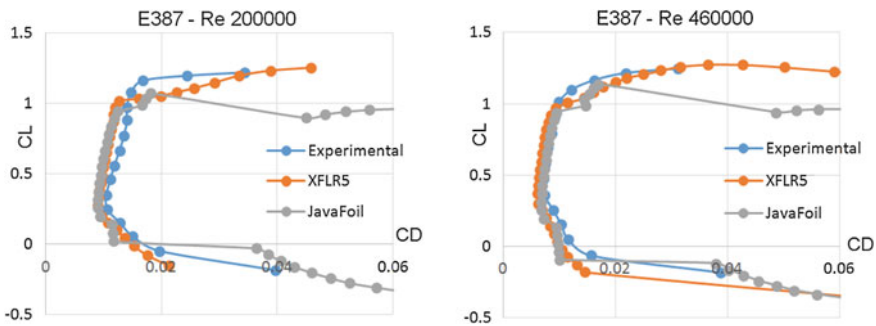 E387 - Re 200000
1.5
1
0.5
0
-0.5
CL
CD
0
0.02
0.04
0.06
Experimental
XFLR5
JavaFoil
E387 - Re 460000
1.5
1
0.5
0
-0.5
CL
CD
0
0.02
0.04
0.06
Experimental
XFLR5
JavaFoil